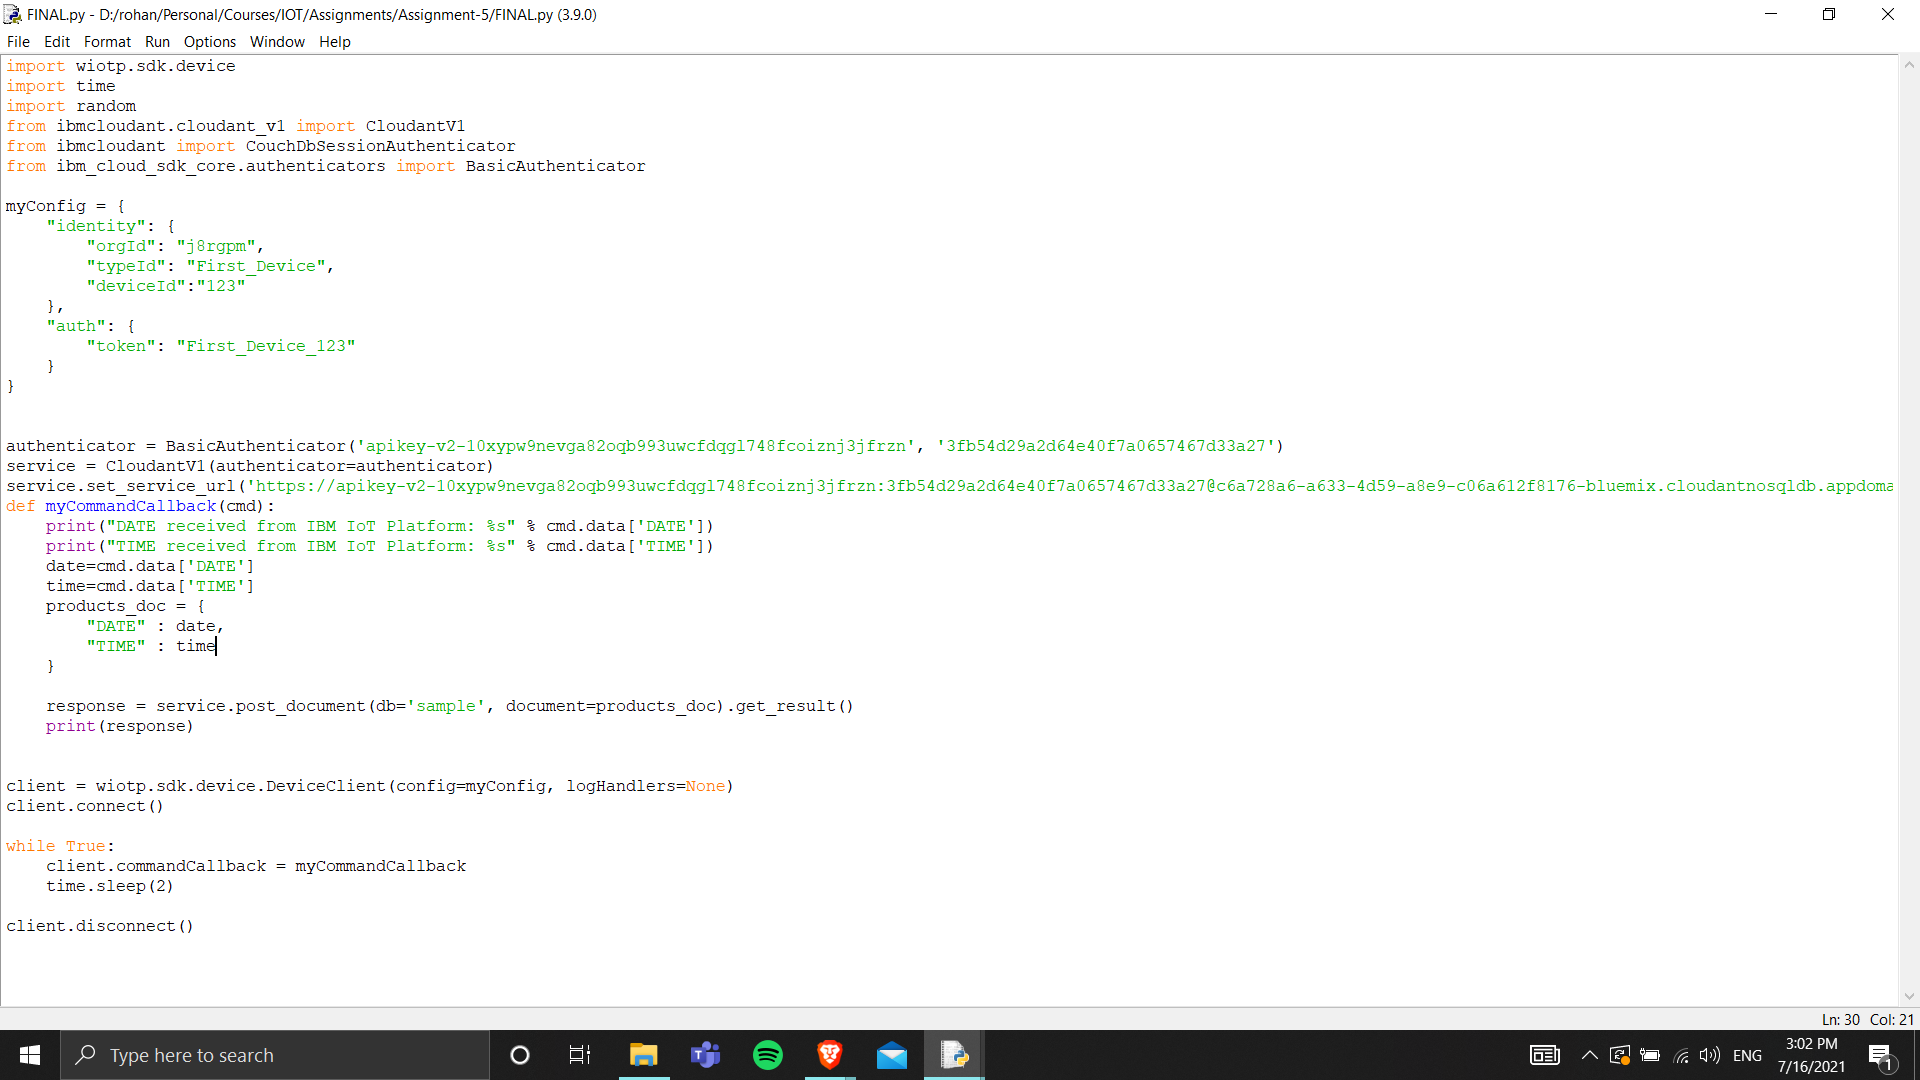 FINAL.py - D:/rohan/Personal/Courses/IOT/Assignments/Assignment-5/FINAL.py (3.9.0)
File Edit Format Run Options Window Help
import wiotp.sdk.device
import time
import random
from ibmcloudant.cloudant_v1 import CloudantV1
from ibmcloudant import CouchDbSessionAuthenticator
from ibm_cloud_sdk_core.authenticators import BasicAuthenticator
myConfig = {
    "identity": {
        "orgId": "j8rgpm",
        "typeId": "First_Device",
        "deviceId":"123"
    },
    "auth": {
        "token": "First_Device_123"
    }
}
authenticator = BasicAuthenticator('apikey-v2-10xypw9nevga82oqb993uwcfdqgl748fcoiznj3jfrzn', '3fb54d29a2d64e40f7a0657467d33a27')
service = CloudantV1(authenticator=authenticator)
service.set_service_url('https://apikey-v2-10xypw9nevga82oqb993uwcfdqgl748fcoiznj3jfrzn:3fb54d29a2d64e40f7a0657467d33a27@c6a728a6-a633-4d59-a8e9-c06a612f8176-bluemix.cloudantnosqldb.appdoma
def myCommandCallback(cmd):
    print("DATE received from IBM IoT Platform: %s" % cmd.data['DATE'])
    print("TIME received from IBM IoT Platform: %s" % cmd.data['TIME'])
    date=cmd.data['DATE']
    time=cmd.data['TIME']
    products_doc = {
        "DATE" : date,
        "TIME" : time
    }
    response = service.post_document(db='sample', document=products_doc).get_result()
    print(response)
client = wiotp.sdk.device.DeviceClient(config=myConfig, logHandlers=None)
client.connect()
while True:
    client.commandCallback = myCommandCallback
    time.sleep(2)
client.disconnect()
Ln: 30 Col: 21
Type here to search
ENG
3:02 PM
7/16/2021
1